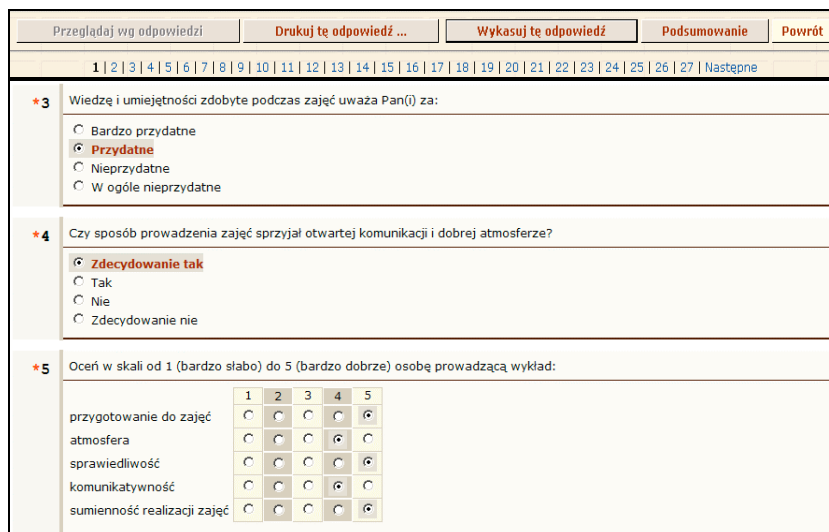 Przeglądaj wg odpowiedzi Drukuj tę odpowiedź ... Wykasuj tę odpowiedź Podsumowanie Powrót
1 | 2 | 3 | 4 | 5 | 6 | 7 | 8 | 9 | 10 | 11 | 12 | 13 | 14 | 15 | 16 | 17 | 18 | 19 | 20 | 21 | 22 | 23 | 24 | 25 | 26 | 27 | Następne
*3 Wiedzę i umiejętności zdobyte podczas zajęć uważa Pan(i) za:
Bardzo przydatne
Przydatne
Nieprzydatne
W ogóle nieprzydatne
*4 Czy sposób prowadzenia zajęć sprzyjał otwartej komunikacji i dobrej atmosferze?
Zdecydowanie tak
Tak
Nie
Zdecydowanie nie
*5 Oceń w skali od 1 (bardzo słabo) do 5 (bardzo dobrze) osobę prowadzącą wykład:
1 2 3 4 5
przygotowanie do zajęć
atmosfera
sprawiedliwość
komunikatywność
sumienność realizacji zajęć